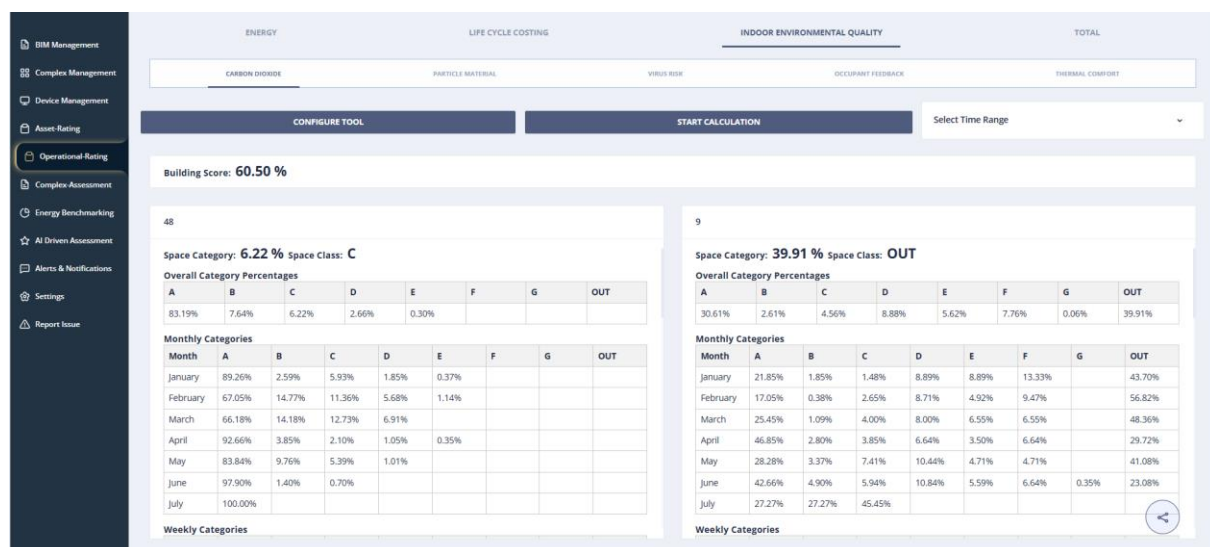 BIM Management
Complex Management
Device Management
Asset-Rating
Operational-Rating
Complex-Assessment
Energy Benchmarking
AI Driven Assessment
Alerts & Notifications
Settings
Report Issue
ENERGY LIFE CYCLE COSTING INDOOR ENVIRONMENTAL QUALITY TOTAL
CARBON DIOXIDE PARTICLE MATERIAL VIRUS RISK OCCUPANT FEEDBACK THERMAL COMFORT
CONFIGURE TOOL START CALCULATION Select Time Range
Building Score: 60.50 %
48
Space Category: 6.22 % Space Class: C
Overall Category Percentages
A B C D E F G OUT
83.19% 7.64% 6.22% 2.66% 0.30%
Monthly Categories
Month A B C D E F G OUT
January 89.26% 2.59% 5.93% 1.85% 0.37%
February 67.05% 14.77% 11.36% 5.68% 1.14%
March 66.18% 14.18% 12.73% 6.91%
April 92.66% 3.85% 2.10% 1.05% 0.35%
May 83.84% 9.76% 5.39% 1.01%
June 97.90% 1.40% 0.70%
July 100.00%
Weekly Categories
9
Space Category: 39.91 % Space Class: OUT
Overall Category Percentages
A B C D E F G OUT
30.61% 2.61% 4.56% 8.88% 5.62% 7.76% 0.06% 39.91%
Monthly Categories
Month A B C D E F G OUT
January 21.85% 1.85% 1.48% 8.89% 8.89% 13.33% 43.70%
February 17.05% 0.38% 2.65% 8.71% 4.92% 9.47% 56.82%
March 25.45% 1.09% 4.00% 8.00% 6.55% 6.55% 48.36%
April 46.85% 2.80% 3.85% 6.64% 3.50% 6.64% 29.72%
May 28.28% 3.37% 7.41% 10.44% 4.71% 4.71% 41.08%
June 42.66% 4.90% 5.94% 10.84% 5.59% 6.64% 0.35% 23.08%
July 27.27% 27.27% 45.45%
Weekly Categories